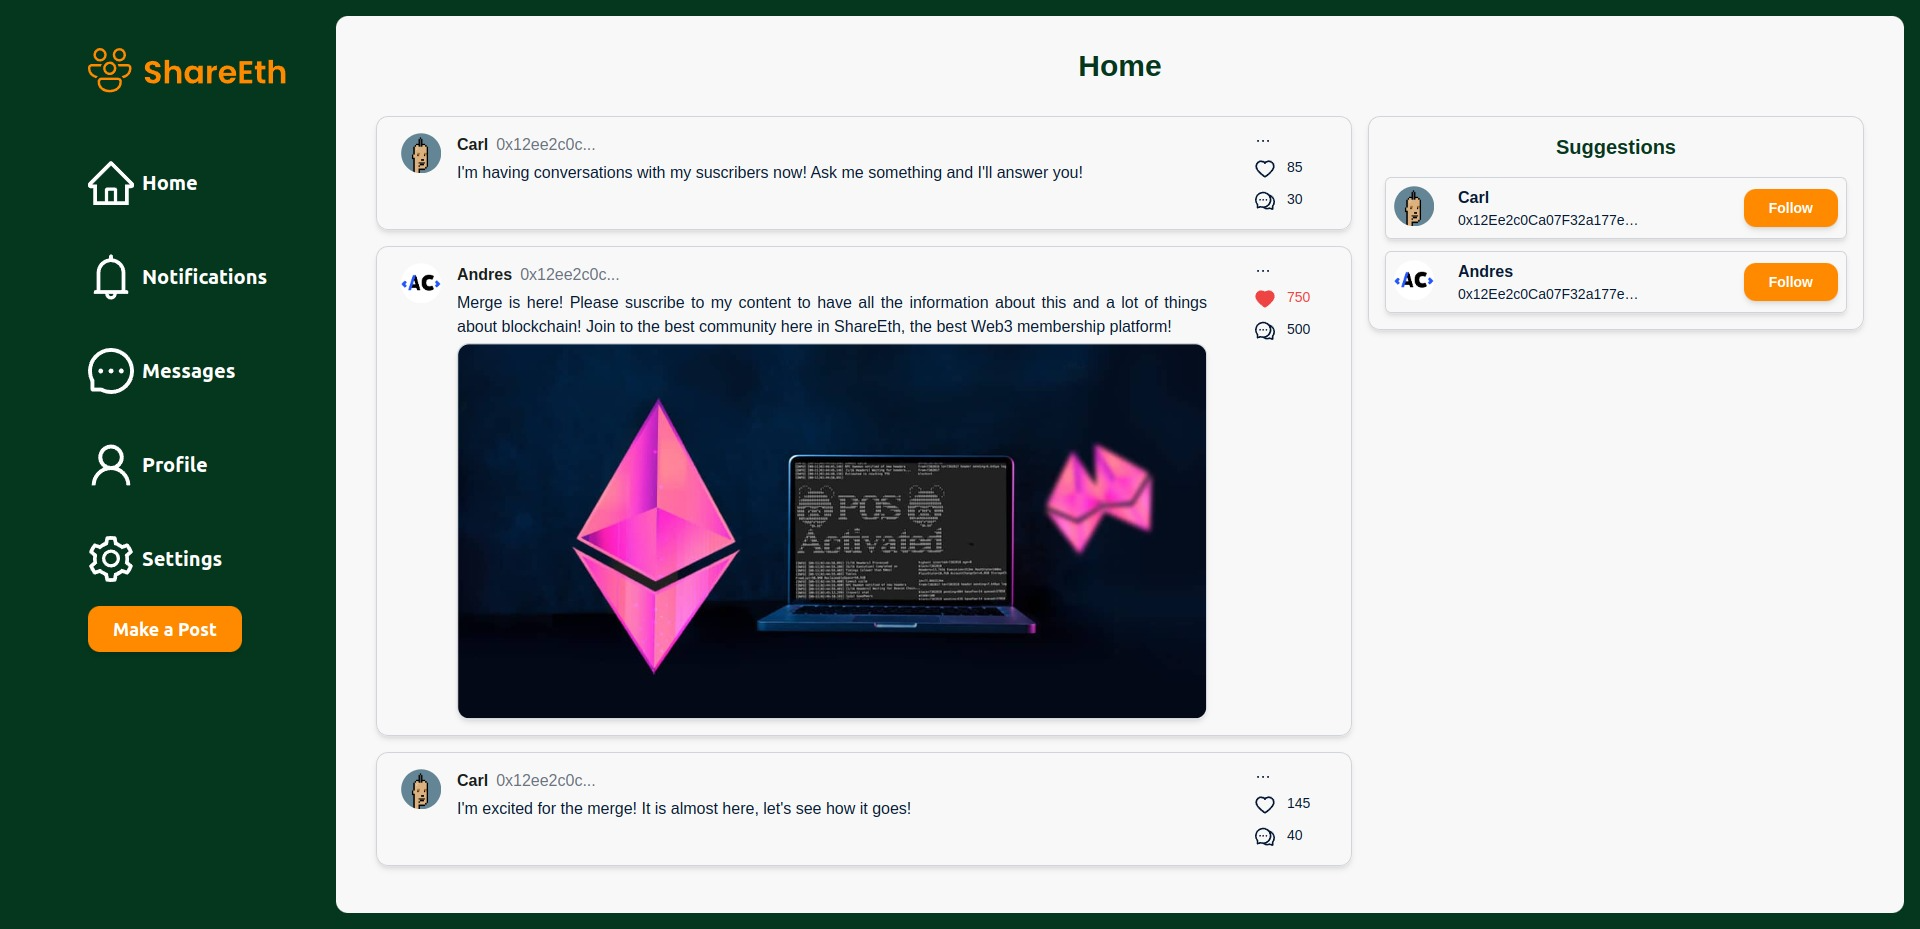 ShareEth
Home
Notifications
Messages
Profile
Settings
Make a Post
Home
Carl 0x12ee2c0c...
I'm having conversations with my suscribers now! Ask me something and I'll answer you!
...
85
30
Andres 0x12ee2c0c...
Merge is here! Please suscribe to my content to have all the information about this and a lot of things
about blockchain! Join to the best community here in ShareEth, the best Web3 membership platform!
...
750
500
POS
Activated
Carl 0x12ee2c0c...
I'm excited for the merge! It is almost here, let's see how it goes!
...
145
40
Suggestions
Carl
0x12Ee2c0Ca07F32a177e...
Follow
AC
Andres
0x12Ee2c0Ca07F32a177e...
Follow